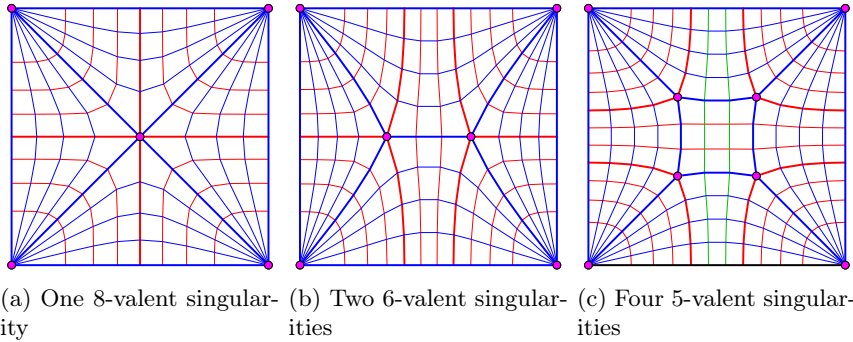 (a) One 8-valent singular-
ity
(b) Two 6-valent singular-
ities
(c) Four 5-valent singular-
ities